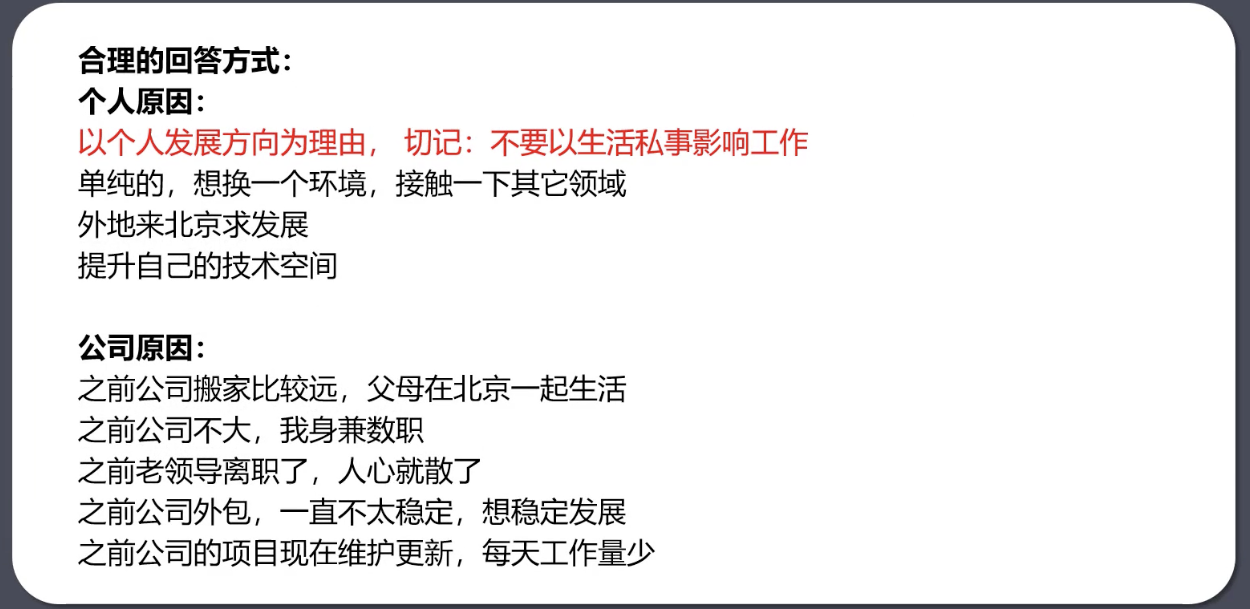 合理的回答方式：
个人原因：
以个人发展方向为理由， 切记：不要以生活私事影响工作
单纯的，想换一个环境，接触一下其它领域
外地来北京求发展
提升自己的技术空间
公司原因：
之前公司搬家比较远，父母在北京一起生活
之前公司不大，我身兼数职
之前老领导离职了，人心就散了
之前公司外包，一直不太稳定，想稳定发展
之前公司的项目现在维护更新，每天工作量少